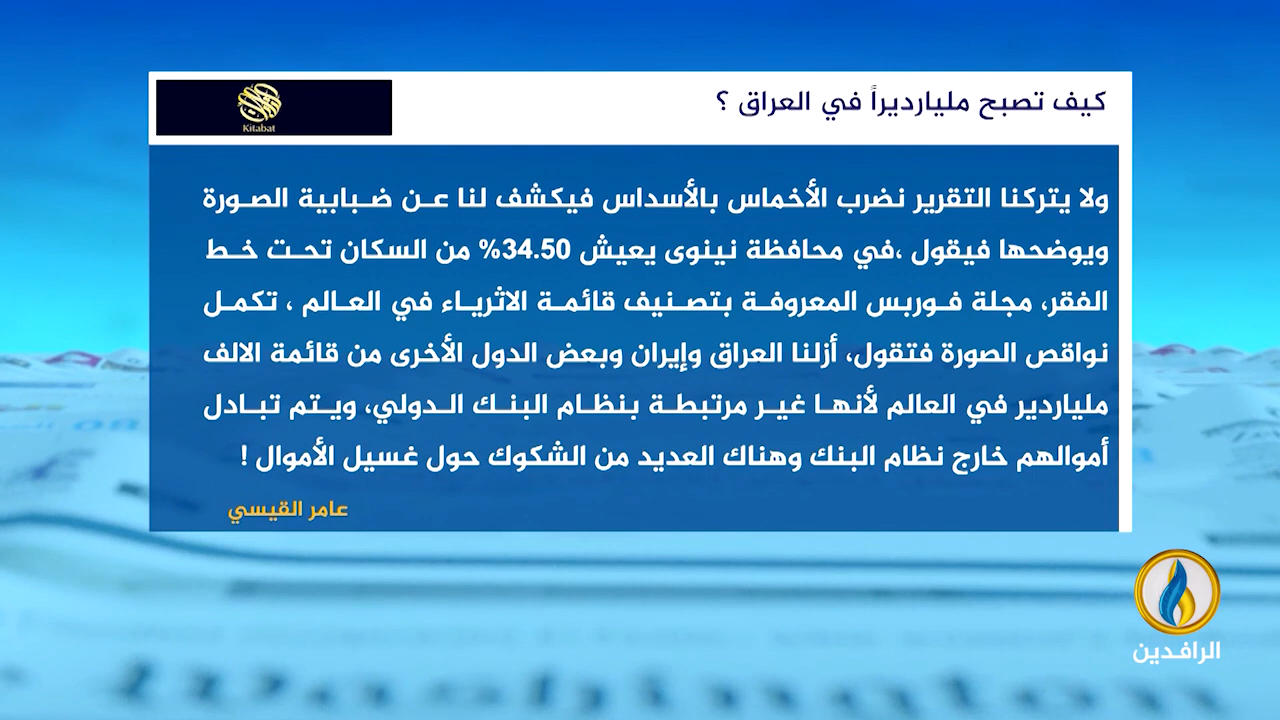 كيف تصبح مليارديراً في العراق ؟
Kitabat
ولا يتركنا التقرير نضرب الأخماس بالأسداس فيكشف لنا عن ضبابية الصورة
ويوضحها فيقول ،في محافظة نينوى يعيش 34.50% من السكان تحت خط
الفقر، مجلة فوربس المعروفة بتصنيف قائمة الاثرياء في العالم ، تكمل
نواقص الصورة فتقول، أزلنا العراق وإيران وبعض الدول الأخرى من قائمة الالف
ملياردير في العالم لأنها غير مرتبطة بنظام البنك الدولي، ويتم تبادل
أموالهم خارج نظام البنك وهناك العديد من الشكوك حول غسيل الأموال !
عامر القيسي
الرافدين